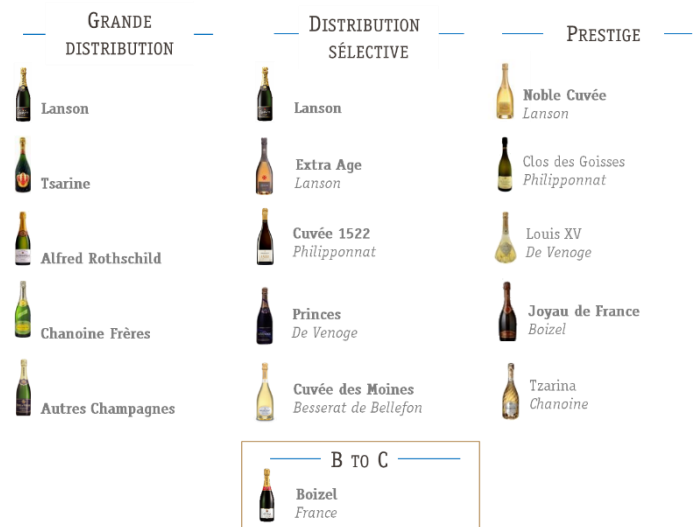 GRANDE
DISTRIBUTION
Lanson
Tsarine
Alfred Rothschild
Chanoine Frères
Autres Champagnes
DISTRIBUTION
SÉLECTIVE
Lanson
Extra Age
Lanson
Cuvée 1522
Philipponnat
Princes
De Venoge
Cuvée des Moines
Besserat de Bellefon
PRESTIGE
Noble Cuvée
Lanson
Clos des Goisses
Philipponnat
Louis XV
De Venoge
Joyau de France
Boizel
Tzarina
Chanoine
B TO C
Boizel
France